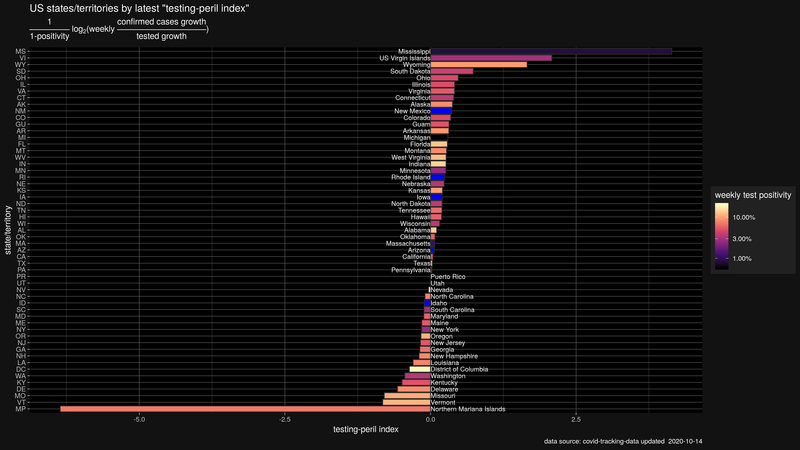 US states/territories by latest "testing-peril index"
1 confirmed cases growth
log2(weekly )
1-positivity tested growth
MS Mississippi
VI US Virgin Islands
WY Wyoming
SD South Dakota
OH Ohio
IL Illinois
VA Virginia
CT Connecticut
AK Alaska
NM New Mexico
CO Colorado
GU Guam
AR Arkansas
MI Michigan
FL Florida
MT Montana
WV West Virginia
IN Indiana
MN Minnesota
RI Rhode Island
NE Nebraska
KS Kansas
IA Iowa
ND North Dakota
TN Tennessee
HI Hawaii
WI Wisconsin
AL Alabama
OK Oklahoma
MA Massachusetts
AZ Arizona
CA California
TX Texas
PA Pennsylvania
PR Puerto Rico
UT Utah
NV Nevada
NC North Carolina
ID Idaho
SC South Carolina
MD Maryland
ME Maine
NY New York
OR Oregon
NJ New Jersey
GA Georgia
NH New Hampshire
LA Louisiana
DC District of Columbia
WA Washington
KY Kentucky
DE Delaware
MO Missouri
VT Vermont
MP Northern Mariana Islands
state/territory
-5.0 -2.5 0.0 2.5
testing-peril index
weekly test positivity
10.00%
3.00%
1.00%
data source: covid-tracking-data updated 2020-10-14